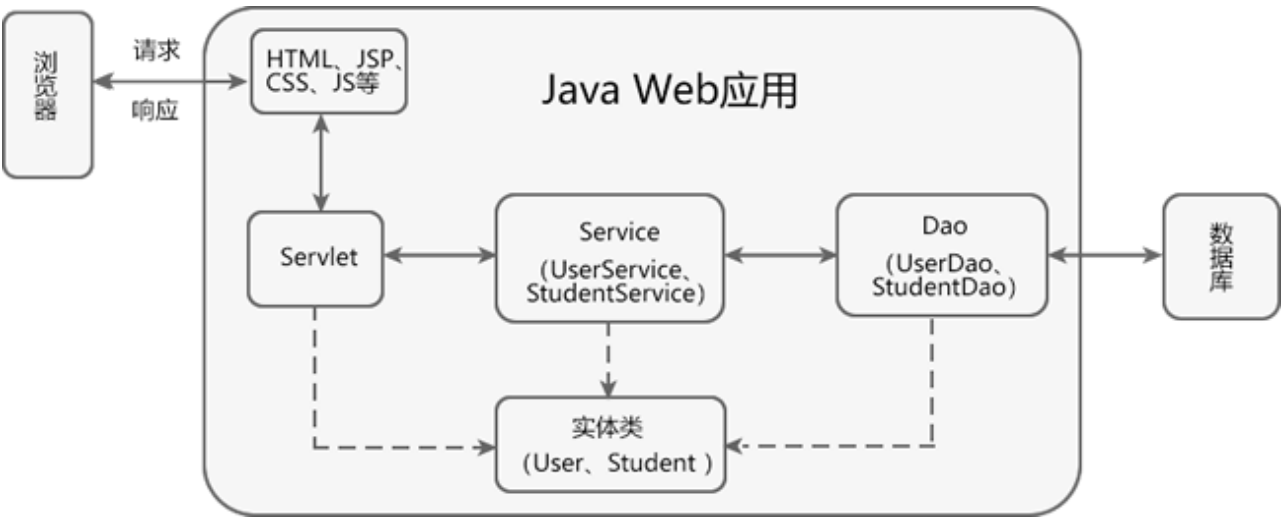 浏览器
请求
响应
HTML、JSP、
CSS、JS等
Java Web应用
Servlet
Service
（UserService、
StudentService）
Dao
（UserDao、
StudentDao）
数据库
实体类
（User、Student ）